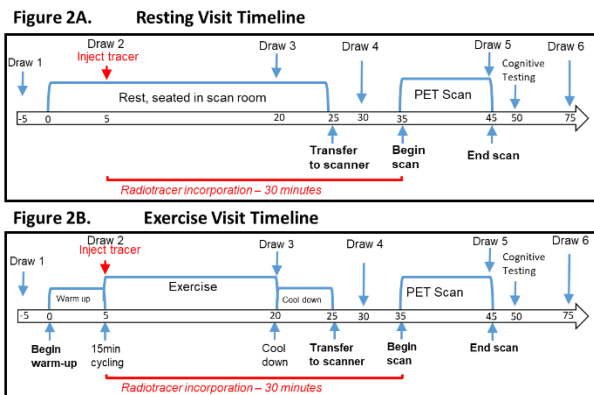 Figure 2A. Resting Visit Timeline
Draw 2
Inject tracer
Draw 3
Draw 4
Draw 5
Draw 6
Draw 1
Cognitive
Testing
Rest, seated in scan room
PET Scan
-5 0 5 20 25 30 35 45 50 75
Transfer
to scanner
Begin
scan
End scan
Radiotracer incorporation – 30 minutes
Figure 2B. Exercise Visit Timeline
Draw 2
Inject tracer
Draw 3
Draw 4
Draw 5
Draw 6
Draw 1
Cognitive
Testing
Warm up
Exercise
Cool down
PET Scan
-5 0 5 20 25 30 35 45 50 75
Begin
warm-up
15min
cycling
Cool
down
Transfer
to scanner
Begin
scan
End scan
Radiotracer incorporation – 30 minutes